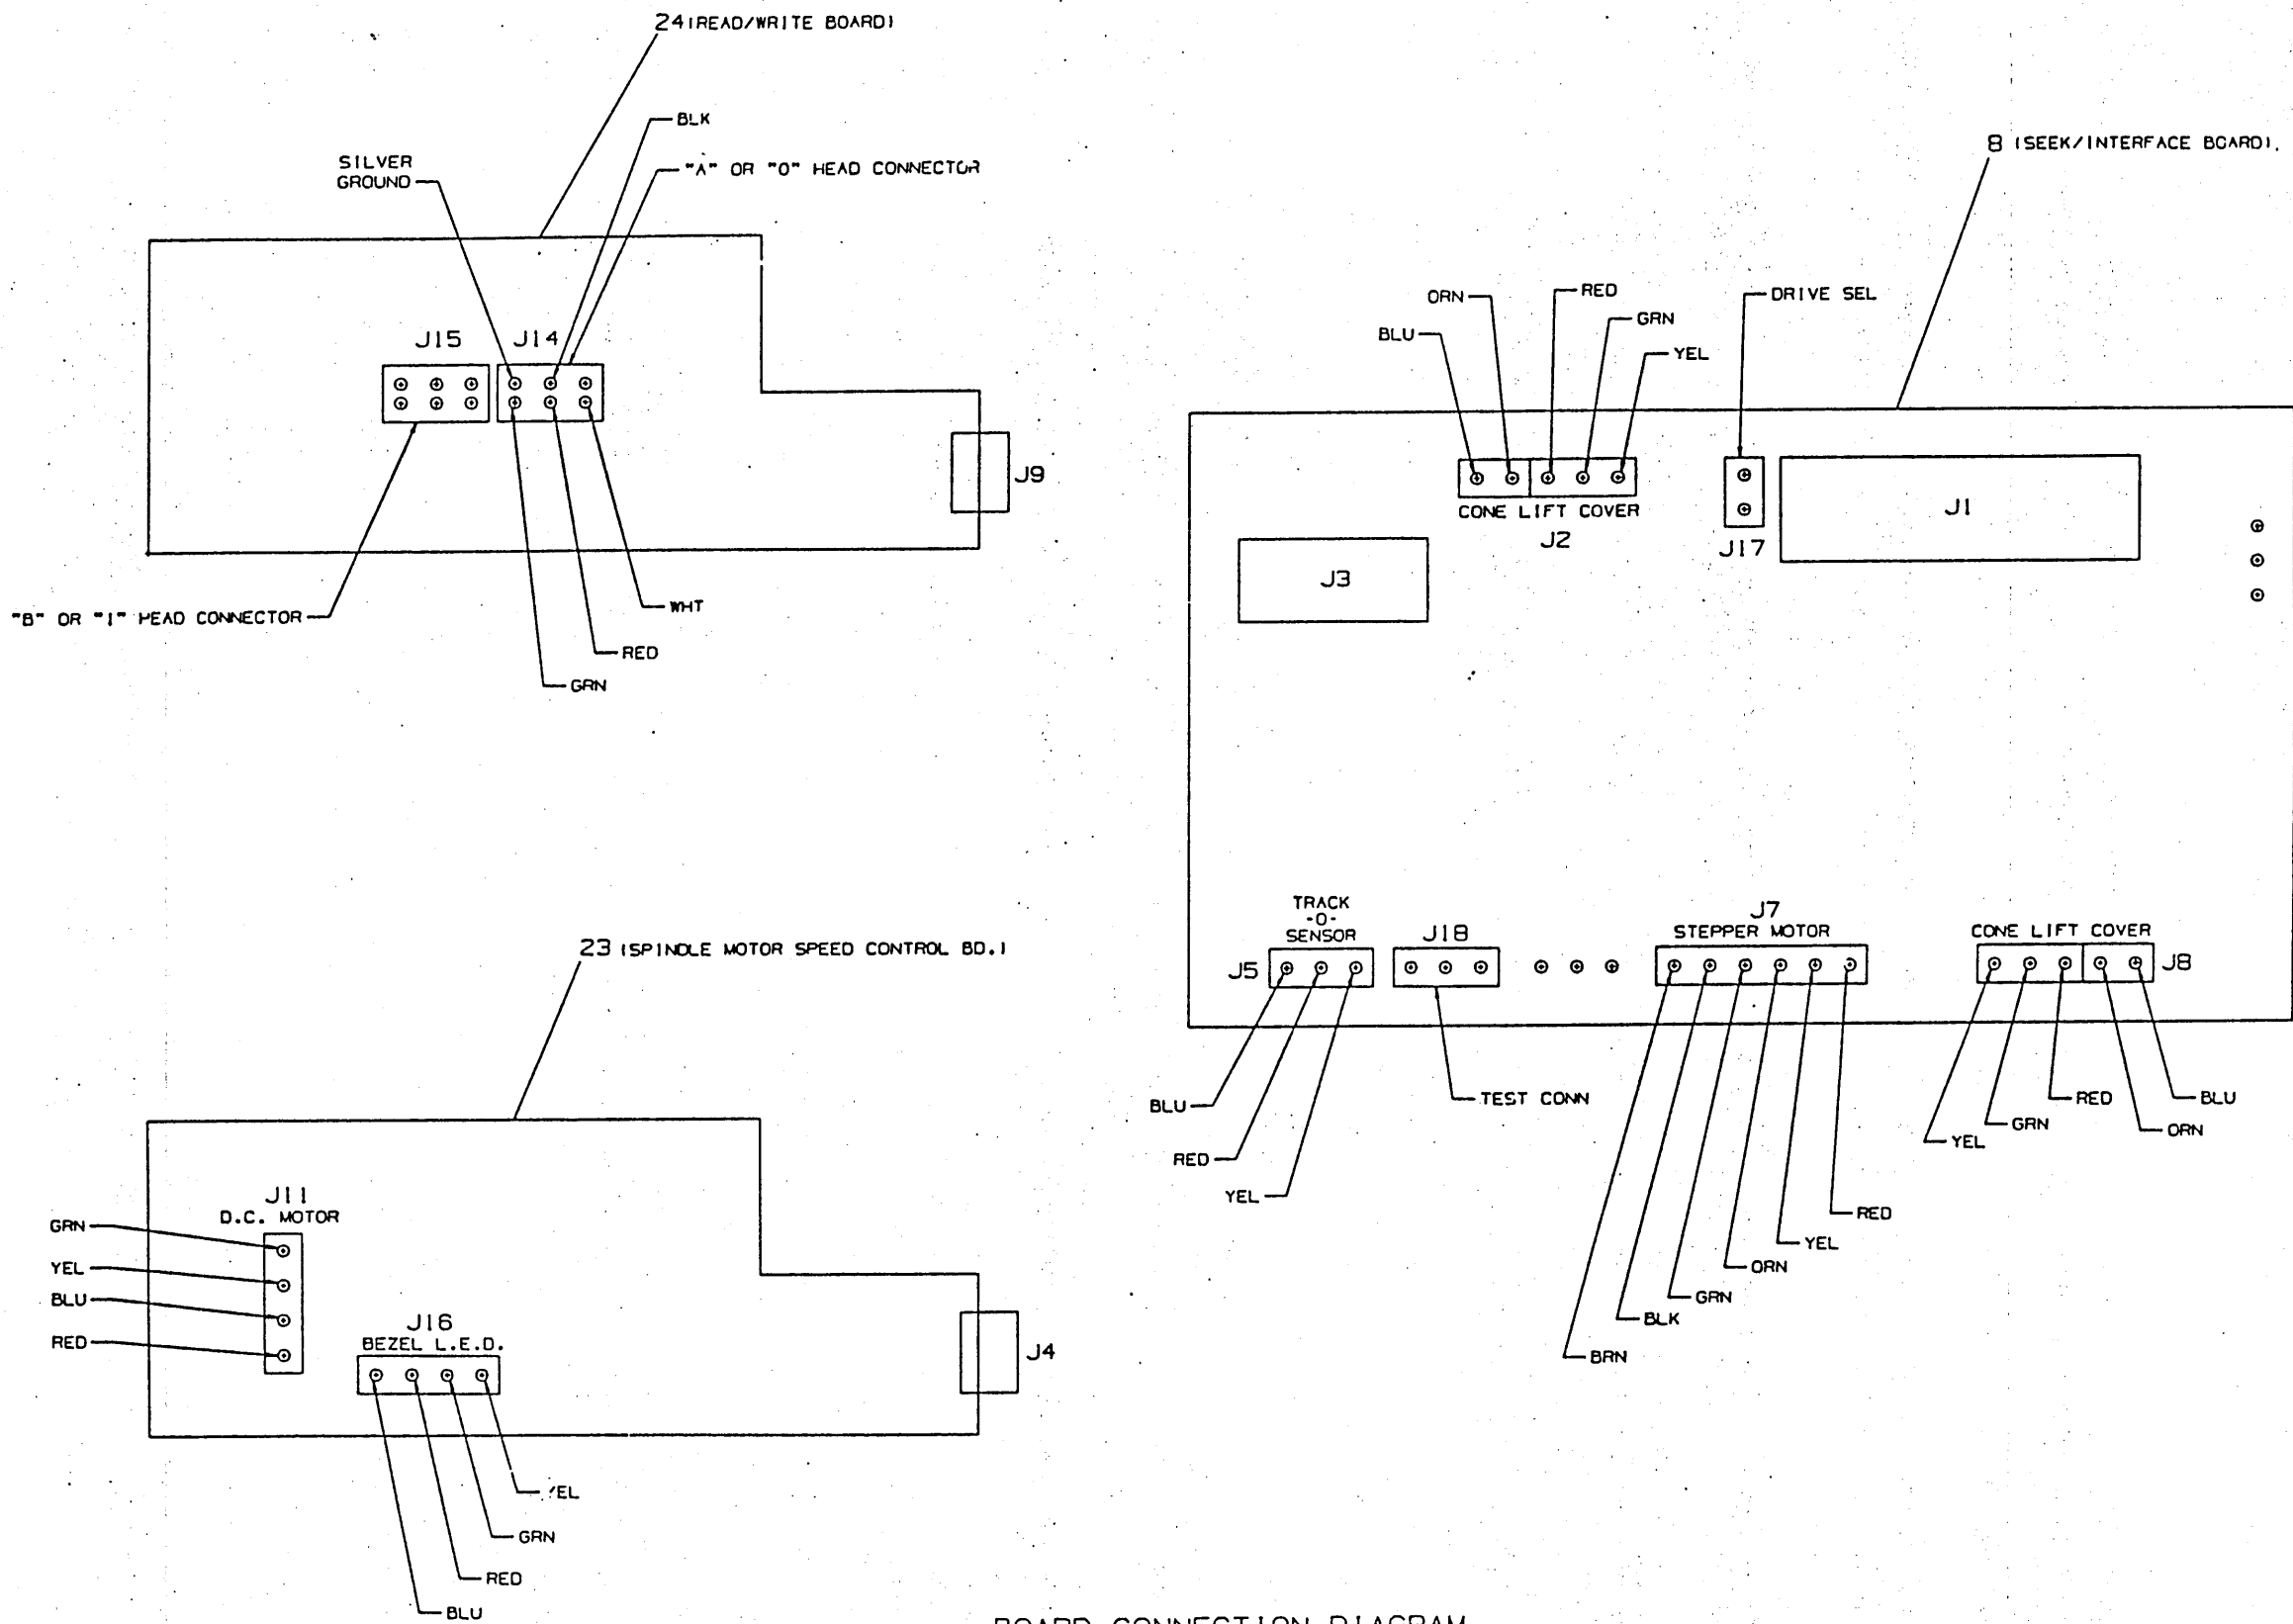 24 (READ/WRITE BOARD)
BLK
SILVER
GROUND
"A" OR "0" HEAD CONNECTOR
J15
J14
J9
"B" OR "1" HEAD CONNECTOR
WHT
RED
GRN
8 (SEEK/INTERFACE BOARD).
ORN
RED
DRIVE SEL
BLU
GRN
YEL
CONE LIFT COVER
J2
J17
J1
J3
TRACK
-0-
SENSOR
J5
J18
J7
STEPPER MOTOR
CONE LIFT COVER
J8
BLU
RED
YEL
TEST CONN
BRN
BLK
GRN
ORN
YEL
RED
YEL
GRN
RED
ORN
BLU
23 (SPINDLE MOTOR SPEED CONTROL BD.)
J11
D.C. MOTOR
GRN
YEL
BLU
RED
J16
BEZEL L.E.D.
J4
YEL
GRN
RED
BLU
BOARD CONNECTION DIAGRAM